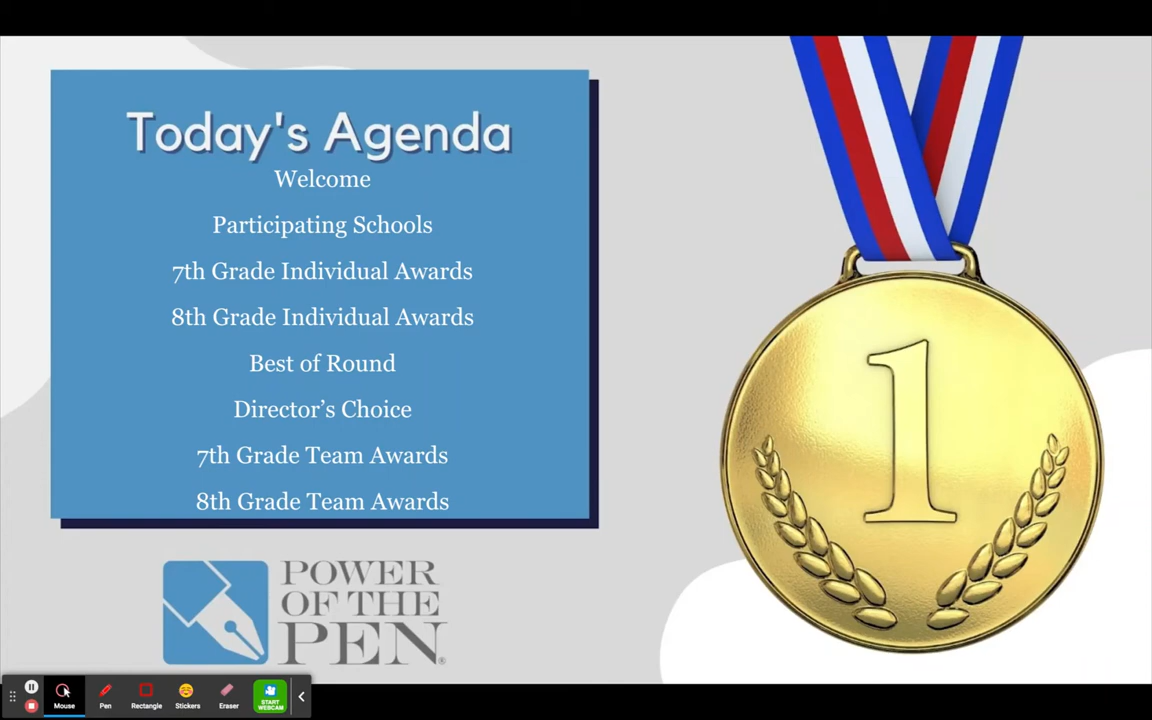 Today's Agenda
Welcome
Participating Schools
7th Grade Individual Awards
8th Grade Individual Awards
Best of Round
Director’s Choice
7th Grade Team Awards
8th Grade Team Awards
1
POWER
OF THE
PEN®
Mouse
Pen
Rectangle
Stickers
Eraser
START
WEBCAM